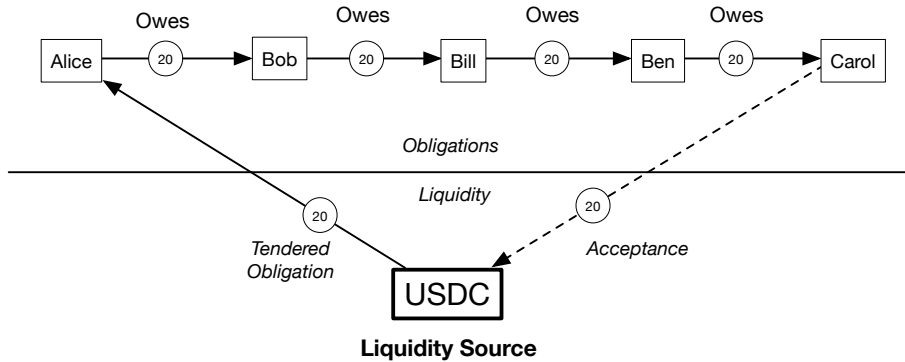 Owes Owes Owes Owes
Alice 20 Bob 20 Bill 20 Ben 20 Carol
Obligations
Liquidity
20 20
Tendered Acceptance
Obligation
USDC
Liquidity Source